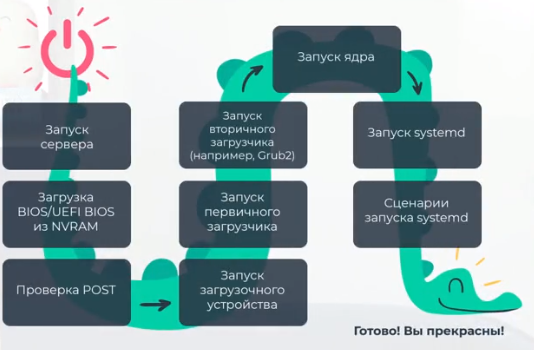 Запуск
сервера
Загрузка
BIOS/UEFI BIOS
из NVRAM
Проверка POST
Запуск
загрузочного
устройства
Запуск
первичного
загрузчика
Запуск
вторичного
загрузчика
(например, Grub2)
Запуск ядра
Запуск systemd
Сценарии
запуска systemd
Готово! Вы прекрасны!